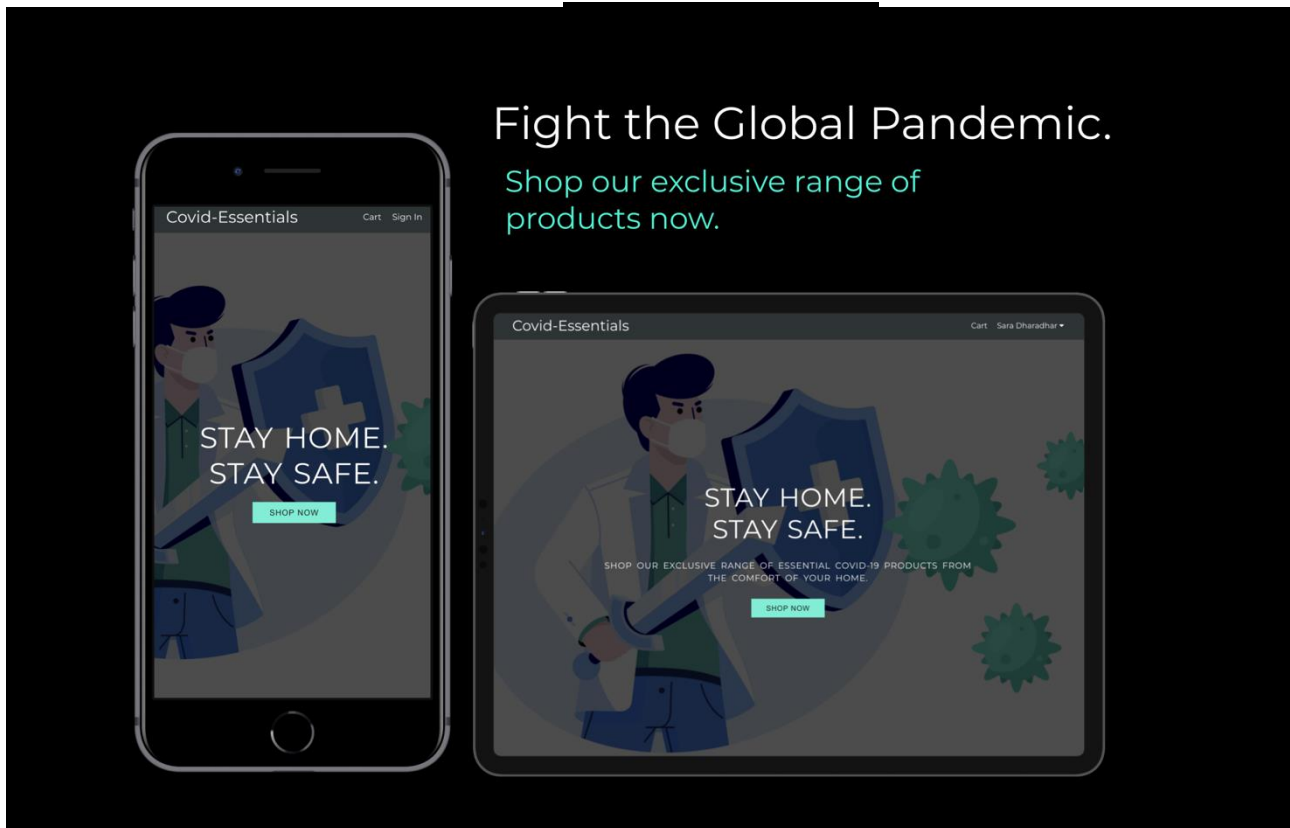 Fight the Global Pandemic.
Shop our exclusive range of
products now.
Covid-Essentials Cart Sign In
STAY HOME.
STAY SAFE.
SHOP NOW
Covid-Essentials Cart Sara Dharadhar
STAY HOME.
STAY SAFE.
SHOP OUR EXCLUSIVE RANGE OF ESSENTIAL COVID-19 PRODUCTS FROM
THE COMFORT OF YOUR HOME.
SHOP NOW